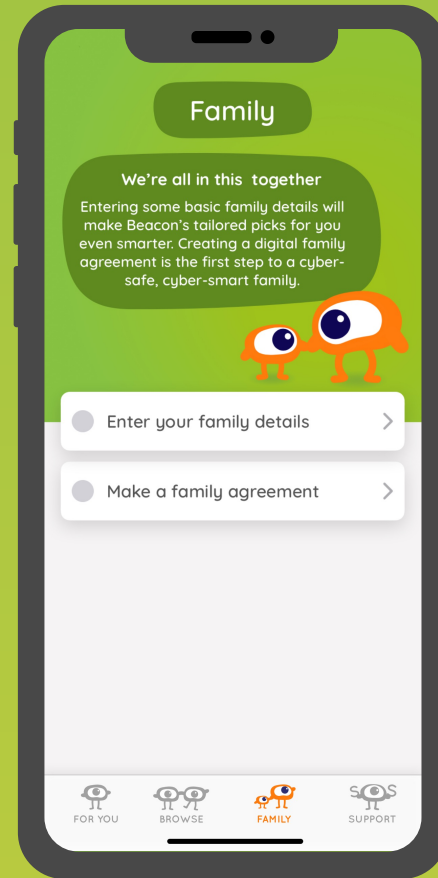 Family
We're all in this together
Entering some basic family details will
make Beacon's tailored picks for you
even smarter. Creating a digital family
agreement is the first step to a cyber-
safe, cyber-smart family.
Enter your family details
Make a family agreement
FOR YOU
BROWSE
FAMILY
S S
SUPPORT